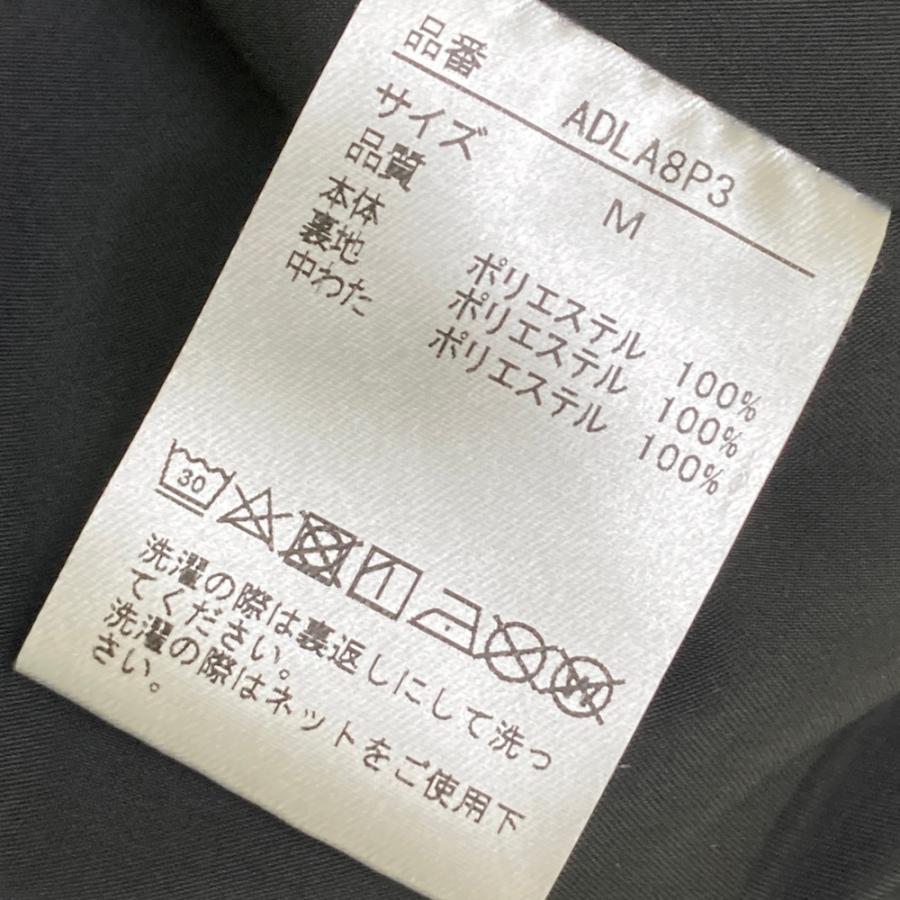 品番 ADLA8P3
サイズ M
品質
本体 ポリエステル 100%
裏地 ポリエステル 100%
中わた ポリエステル 100%
30
洗濯の際は裏返しにして洗っ
てください。
洗濯の際はネットをご使用下
さい。